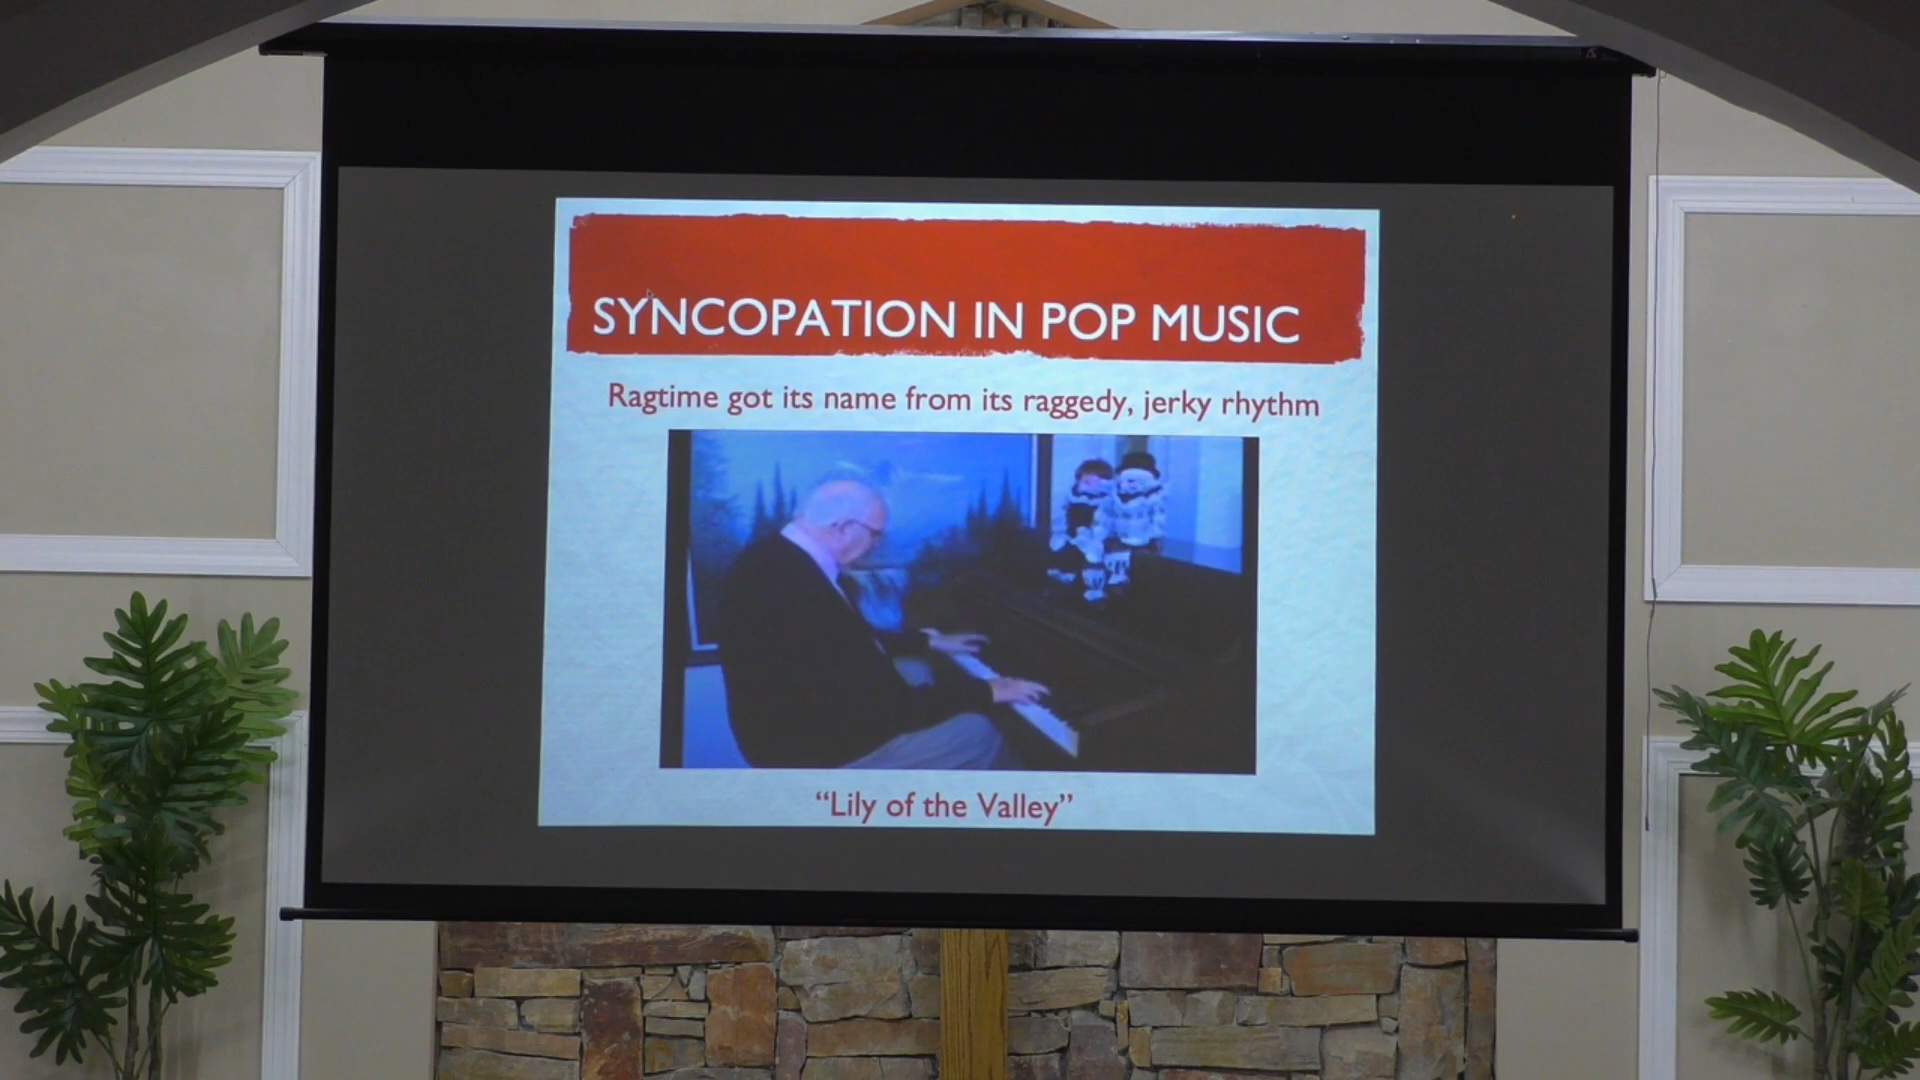 SYNCOPATION IN POP MUSIC
Ragtime got its name from its raggedy, jerky rhythm
“Lily of the Valley”